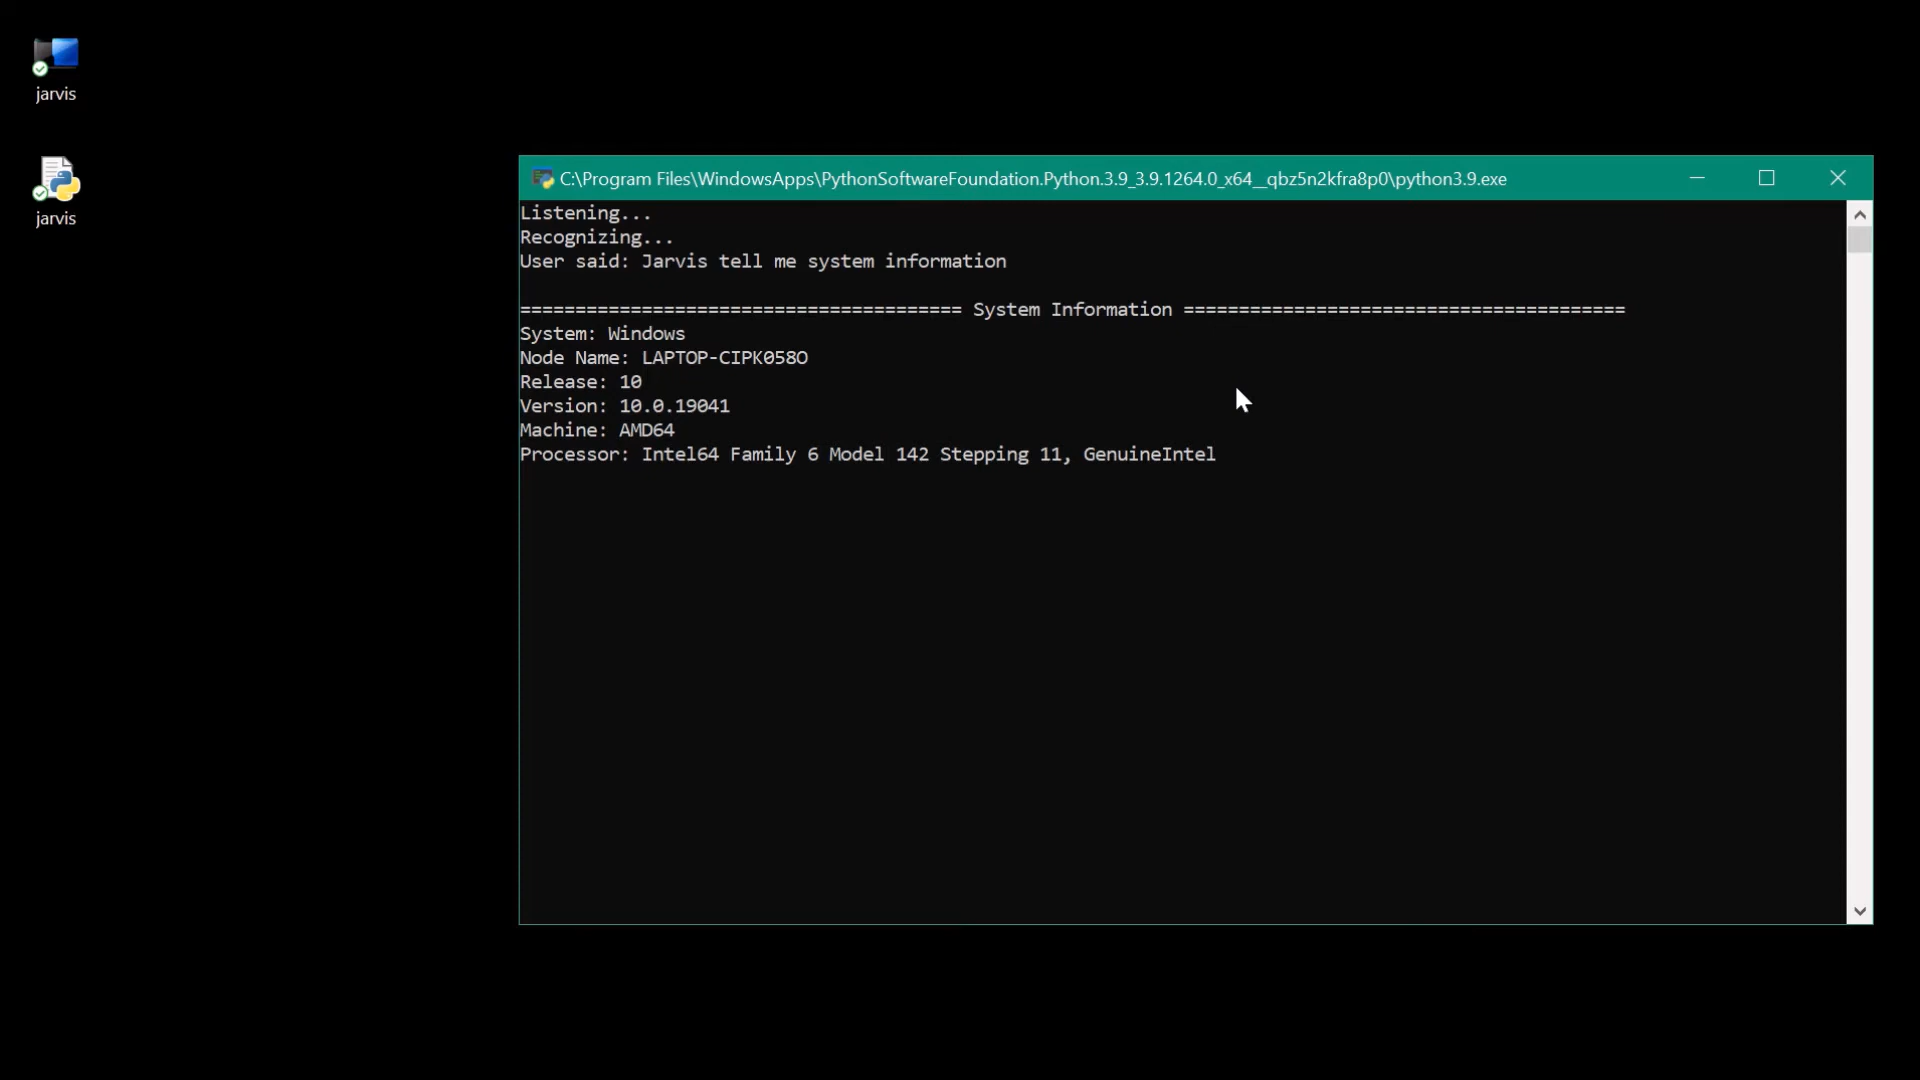 jarvis
jarvis
C:\Program Files\WindowsApps\PythonSoftwareFoundation.Python.3.9_3.9.1264.0_x64__qbz5n2kfra8p0\python3.9.exe
Listening...
Recognizing...
User said: Jarvis tell me system information
======================================== System Information ========================================
System: Windows
Node Name: LAPTOP-CIPK058O
Release: 10
Version: 10.0.19041
Machine: AMD64
Processor: Intel64 Family 6 Model 142 Stepping 11, GenuineIntel